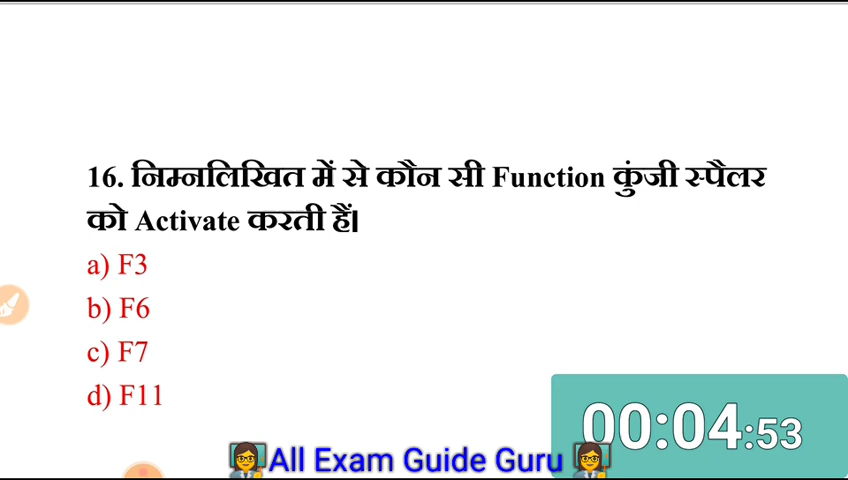 16. निम्नलिखित में से कौन सी Function कुंजी स्पैलर
को Activate करती हैं।
a) F3
b) F6
c) F7
d) F11
00:04:53
All Exam Guide Guru